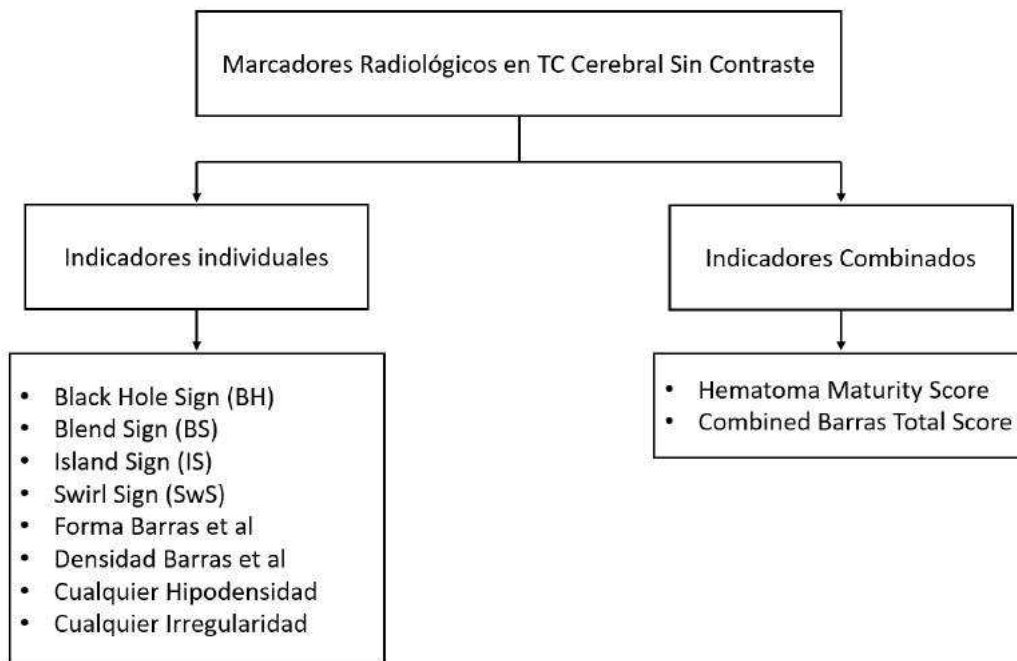 Marcadores Radiológicos en TC Cerebral Sin Contraste
Indicadores individuales
Indicadores Combinados
• Black Hole Sign (BH)
• Blend Sign (BS)
• Island Sign (IS)
• Swirl Sign (SwS)
• Forma Barras et al
• Densidad Barras et al
• Cualquier Hipodensidad
• Cualquier Irregularidad
• Hematoma Maturity Score
• Combined Barras Total Score